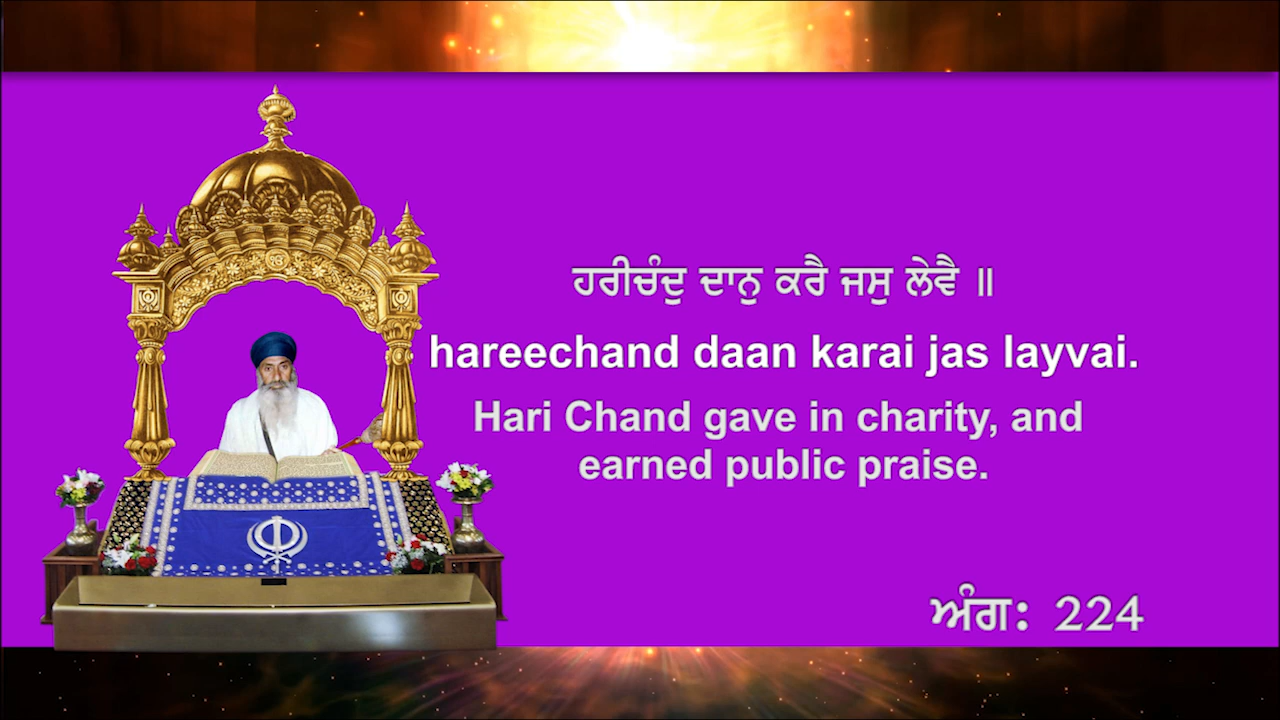 ਹਰੀਚੰਦੁ ਦਾਨੁ ਕਰੈ ਜਸੁ ਲੇਵੈ ॥
hareechand daan karai jas layvai.
Hari Chand gave in charity, and
earned public praise.
ਅੰਗ: 224